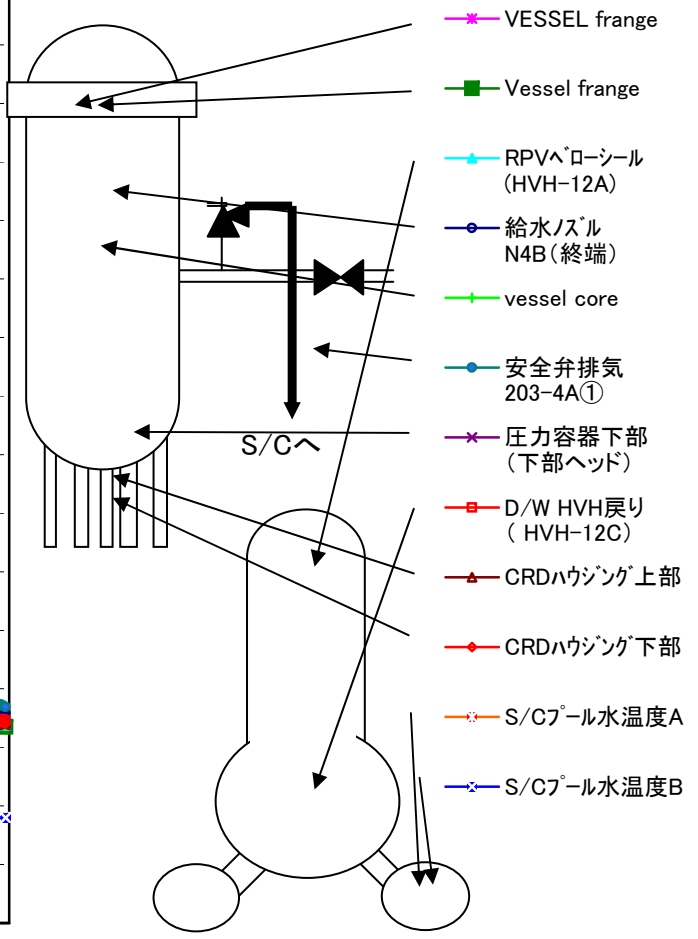 VESSEL frange
Vessel frange
RPVﾍﾞﾛｰｼｰﾙ
(HVH-12A)
給水ﾉｽﾞﾙ
N4B（終端）
vessel core
安全弁排気
203-4A①
圧力容器下部
（下部ヘッド）
D/W HVH戻り
( HVH-12C）
CRDﾊｳｼﾞﾝｸﾞ上部
CRDﾊｳｼﾞﾝｸﾞ下部
S/Cﾌﾟｰﾙ水温度A
S/Cﾌﾟｰﾙ水温度B
S/Cへ